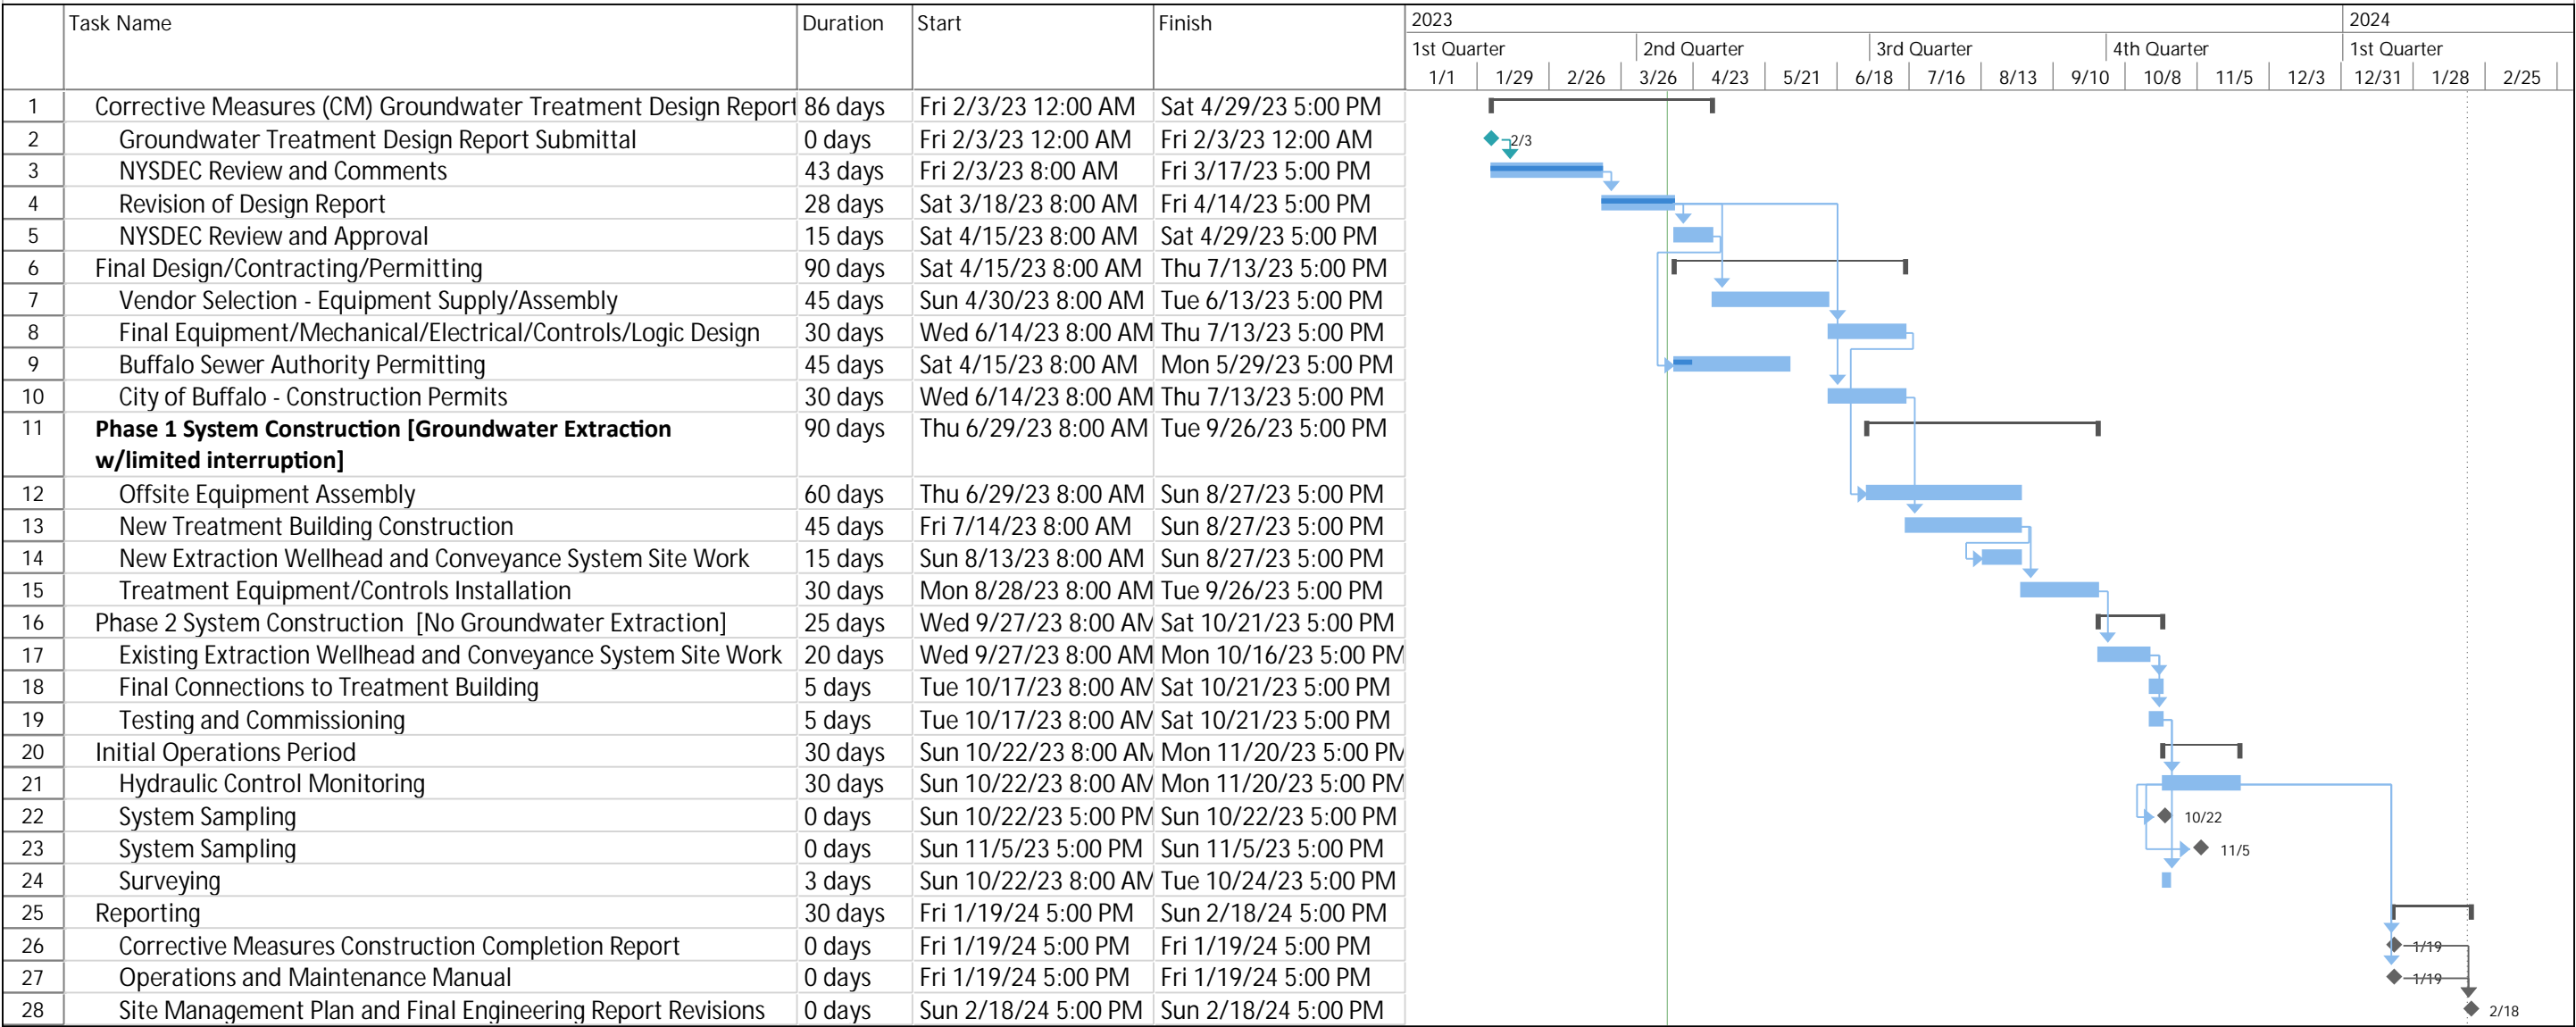 Task Name Duration Start Finish 2023 2024
1st Quarter 2nd Quarter 3rd Quarter 4th Quarter 1st Quarter
1/1 1/29 2/26 3/26 4/23 5/21 6/18 7/16 8/13 9/10 10/8 11/5 12/3 12/31 1/28 2/25
1 Corrective Measures (CM) Groundwater Treatment Design Report 86 days Fri 2/3/23 12:00 AM Sat 4/29/23 5:00 PM
2 Groundwater Treatment Design Report Submittal 0 days Fri 2/3/23 12:00 AM Fri 2/3/23 12:00 AM 2/3
3 NYSDEC Review and Comments 43 days Fri 2/3/23 8:00 AM Fri 3/17/23 5:00 PM
4 Revision of Design Report 28 days Sat 3/18/23 8:00 AM Fri 4/14/23 5:00 PM
5 NYSDEC Review and Approval 15 days Sat 4/15/23 8:00 AM Sat 4/29/23 5:00 PM
6 Final Design/Contracting/Permitting 90 days Sat 4/15/23 8:00 AM Thu 7/13/23 5:00 PM
7 Vendor Selection - Equipment Supply/Assembly 45 days Sun 4/30/23 8:00 AM Tue 6/13/23 5:00 PM
8 Final Equipment/Mechanical/Electrical/Controls/Logic Design 30 days Wed 6/14/23 8:00 AM Thu 7/13/23 5:00 PM
9 Buffalo Sewer Authority Permitting 45 days Sat 4/15/23 8:00 AM Mon 5/29/23 5:00 PM
10 City of Buffalo - Construction Permits 30 days Wed 6/14/23 8:00 AM Thu 7/13/23 5:00 PM
11 Phase 1 System Construction [Groundwater Extraction 90 days Thu 6/29/23 8:00 AM Tue 9/26/23 5:00 PM
w/limited interruption]
12 Offsite Equipment Assembly 60 days Thu 6/29/23 8:00 AM Sun 8/27/23 5:00 PM
13 New Treatment Building Construction 45 days Fri 7/14/23 8:00 AM Sun 8/27/23 5:00 PM
14 New Extraction Wellhead and Conveyance System Site Work 15 days Sun 8/13/23 8:00 AM Sun 8/27/23 5:00 PM
15 Treatment Equipment/Controls Installation 30 days Mon 8/28/23 8:00 AM Tue 9/26/23 5:00 PM
16 Phase 2 System Construction [No Groundwater Extraction] 25 days Wed 9/27/23 8:00 AM Sat 10/21/23 5:00 PM
17 Existing Extraction Wellhead and Conveyance System Site Work 20 days Wed 9/27/23 8:00 AM Mon 10/16/23 5:00 PM
18 Final Connections to Treatment Building 5 days Tue 10/17/23 8:00 AM Sat 10/21/23 5:00 PM
19 Testing and Commissioning 5 days Tue 10/17/23 8:00 AM Sat 10/21/23 5:00 PM
20 Initial Operations Period 30 days Sun 10/22/23 8:00 AM Mon 11/20/23 5:00 PM
21 Hydraulic Control Monitoring 30 days Sun 10/22/23 8:00 AM Mon 11/20/23 5:00 PM
22 System Sampling 0 days Sun 10/22/23 5:00 PM Sun 10/22/23 5:00 PM 10/22
23 System Sampling 0 days Sun 11/5/23 5:00 PM Sun 11/5/23 5:00 PM 11/5
24 Surveying 3 days Sun 10/22/23 8:00 AM Tue 10/24/23 5:00 PM
25 Reporting 30 days Fri 1/19/24 5:00 PM Sun 2/18/24 5:00 PM
26 Corrective Measures Construction Completion Report 0 days Fri 1/19/24 5:00 PM Fri 1/19/24 5:00 PM 1/19
27 Operations and Maintenance Manual 0 days Fri 1/19/24 5:00 PM Fri 1/19/24 5:00 PM 1/19
28 Site Management Plan and Final Engineering Report Revisions 0 days Sun 2/18/24 5:00 PM Sun 2/18/24 5:00 PM 2/18